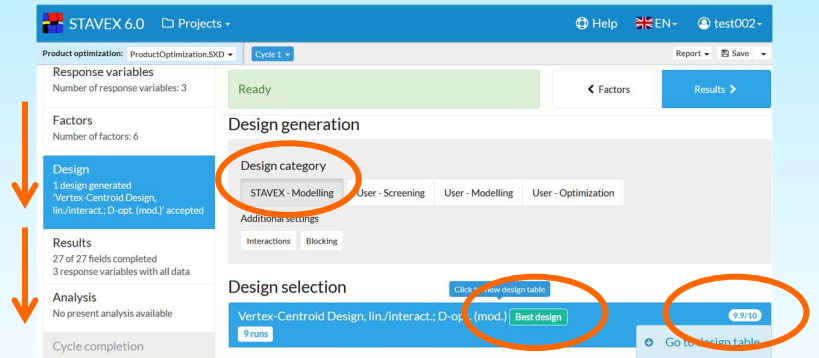 STAVEX 6.0 Projects Help EN test002
Product optimization: ProductOptimization.SXD Cycle 1 Report Save
Response variables
Number of response variables: 3
Factors
Number of factors: 6
Design
1 design generated
'Vertex-Centroid Design,
lin./interact.; D-opt. (mod.)' accepted
Results
27 of 27 fields completed
3 response variables with all data
Analysis
No present analysis available
Cycle completion
Ready
Factors
Results
Design generation
Design category
STAVEX - Modelling User - Screening User - Modelling User - Optimization
Additional settings
Interactions Blocking
Design selection
Click to view design table
Vertex-Centroid Design, lin./interact.; D-opt. (mod.) Best design 9.9/10
9 runs
Go to design table